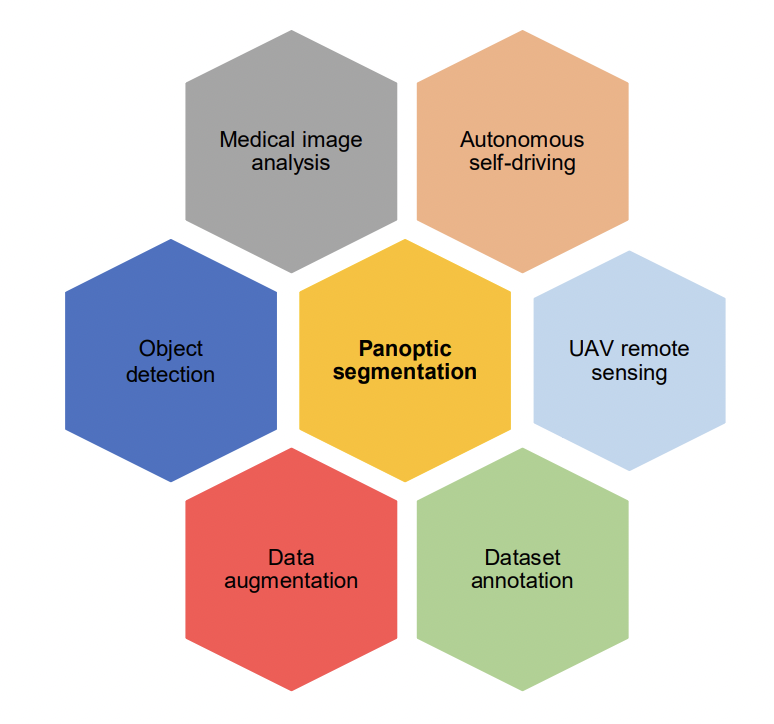 Medical image
analysis
Autonomous
self-driving
Object
detection
Panoptic
segmentation
UAV remote
sensing
Data
augmentation
Dataset
annotation